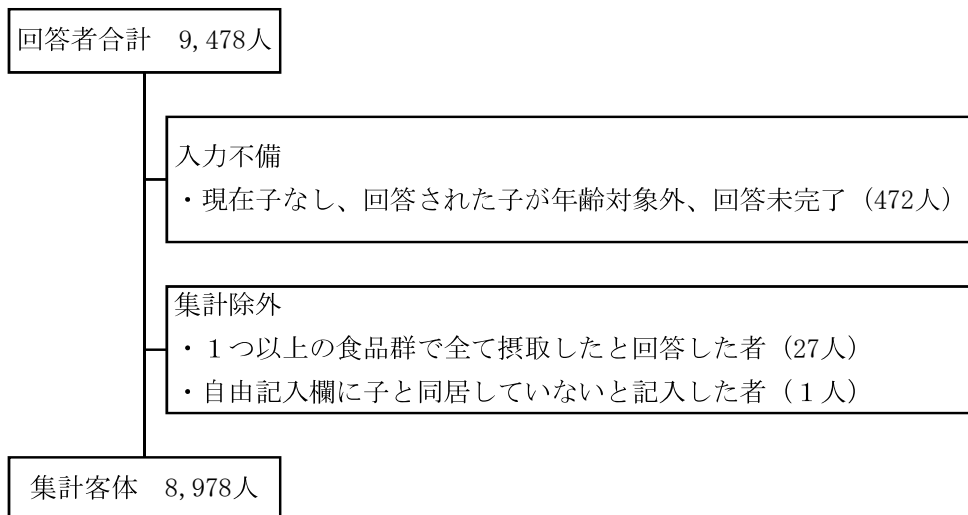 回答者合計　9,478人
入力不備
・現在子なし、回答された子が年齢対象外、回答未完了（472人）
集計除外
・１つ以上の食品群で全て摂取したと回答した者（27人）
・自由記入欄に子と同居していないと記入した者（１人）
集計客体　8,978人